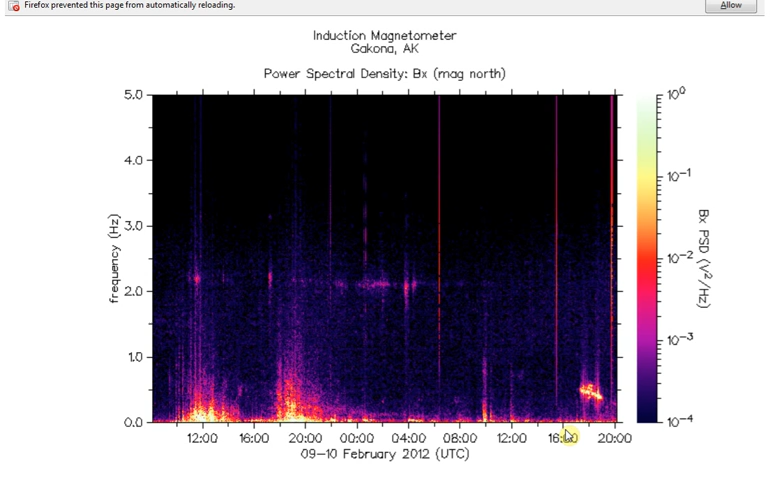 Firefox prevented this page from automatically reloading.
Allow
Induction Magnetometer
Gakona, AK
Power Spectral Density: Bx (mag north)
5.0
4.0
3.0
2.0
1.0
0.0
frequency (Hz)
12:00 16:00 20:00 00:00 04:00 08:00 12:00 16:00 20:00
09-10 February 2012 (UTC)
10⁰
10⁻¹
10⁻²
10⁻³
10⁻⁴
Bx PSD (V²/Hz)